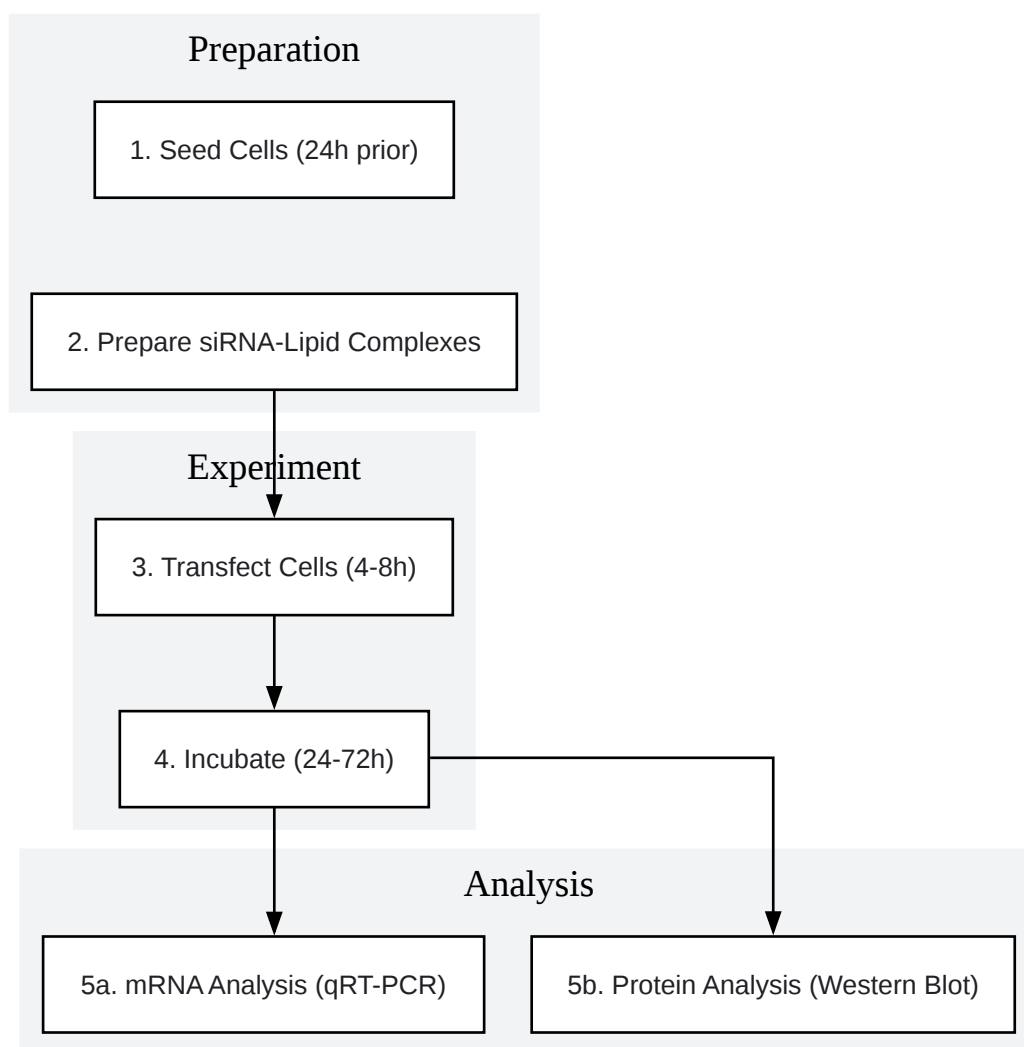 Preparation
1. Seed Cells (24h prior)
2. Prepare siRNA-Lipid Complexes
Experiment
3. Transfect Cells (4-8h)
4. Incubate (24-72h)
Analysis
5a. mRNA Analysis (qRT-PCR)
5b. Protein Analysis (Western Blot)